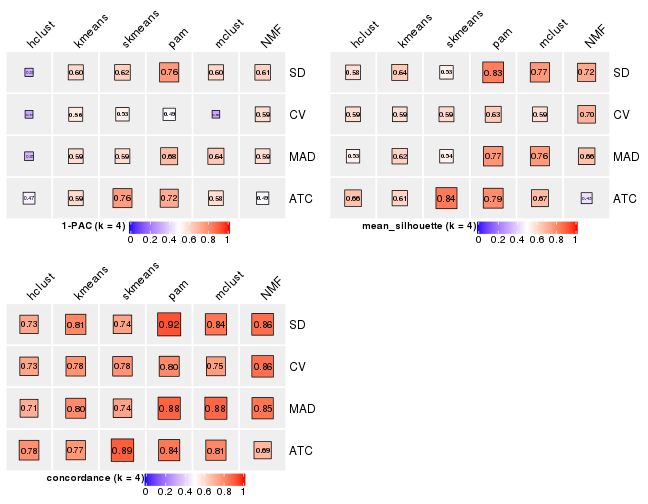 hclust kmeans skmeans pam mclust NMF
0.60 0.62 0.76 0.60 0.61 SD
0.56 0.53 0.49 0.59 CV
0.59 0.59 0.68 0.64 0.59 MAD
0.47 0.59 0.76 0.72 0.58 0.49 ATC
1-PAC (k = 4)
0 0.2 0.4 0.6 0.8 1
hclust kmeans skmeans pam mclust NMF
0.58 0.64 0.53 0.83 0.77 0.72 SD
0.59 0.59 0.59 0.63 0.59 0.70 CV
0.53 0.62 0.54 0.77 0.76 0.66 MAD
0.66 0.61 0.84 0.79 0.67 ATC
mean_silhouette (k = 4)
0 0.2 0.4 0.6 0.8 1
hclust kmeans skmeans pam mclust NMF
0.73 0.81 0.74 0.92 0.84 0.86 SD
0.73 0.78 0.78 0.80 0.75 0.86 CV
0.71 0.80 0.74 0.88 0.88 0.85 MAD
0.78 0.77 0.89 0.84 0.81 0.69 ATC
concordance (k = 4)
0 0.2 0.4 0.6 0.8 1